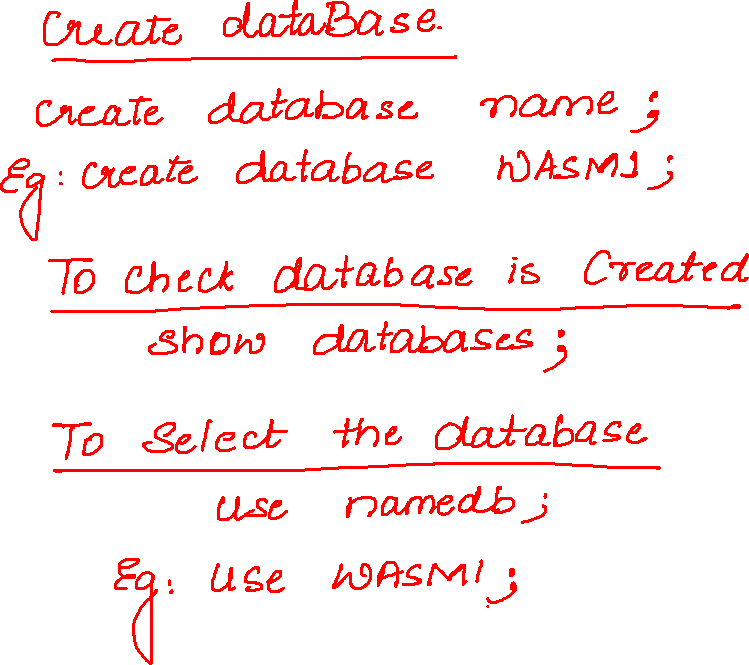 Create dataBase.
create database name;
Eg: create database WASM1;
To check database is Created
show databases;
To Select the database
use namedb;
Eg: use WASM1;